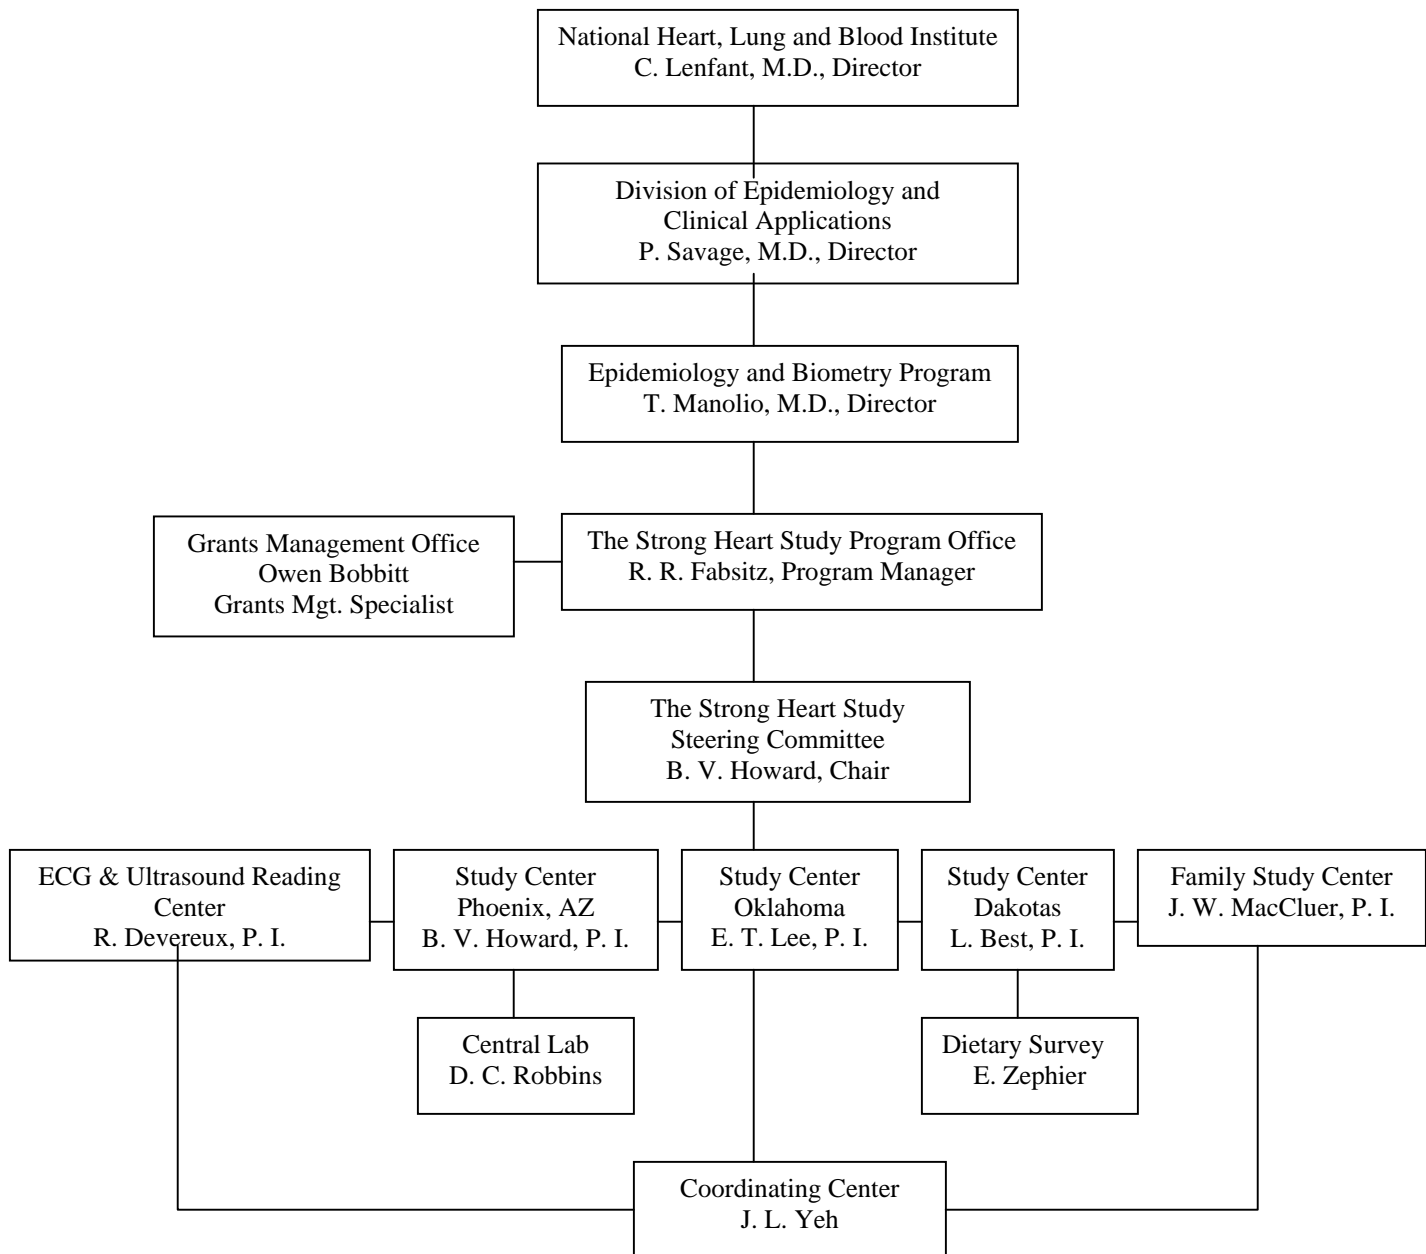 National Heart, Lung and Blood Institute
C. Lenfant, M.D., Director
Division of Epidemiology and
Clinical Applications
P. Savage, M.D., Director
Epidemiology and Biometry Program
T. Manolio, M.D., Director
Grants Management Office
Owen Bobbitt
Grants Mgt. Specialist
The Strong Heart Study Program Office
R. R. Fabsitz, Program Manager
The Strong Heart Study
Steering Committee
B. V. Howard, Chair
ECG & Ultrasound Reading
Center
R. Devereux, P. I.
Study Center
Phoenix, AZ
B. V. Howard, P. I.
Study Center
Oklahoma
E. T. Lee, P. I.
Study Center
Dakotas
L. Best, P. I.
Family Study Center
J. W. MacCluer, P. I.
Central Lab
D. C. Robbins
Dietary Survey
E. Zephier
Coordinating Center
J. L. Yeh